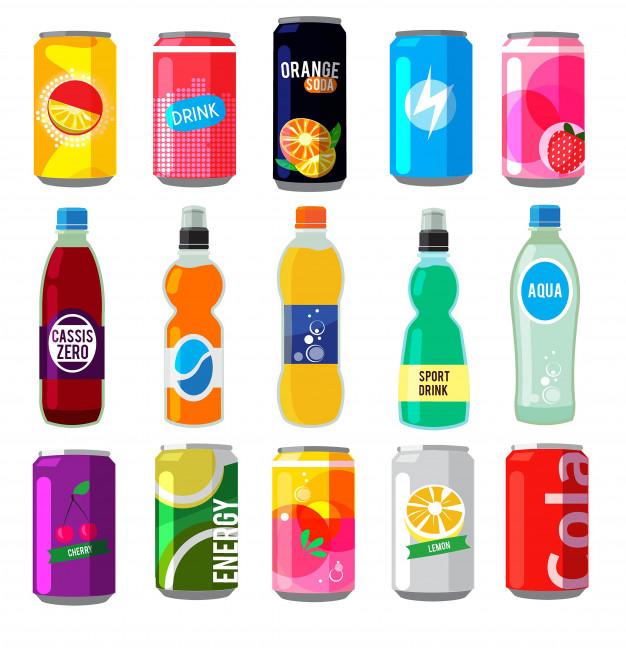 DRINK
ORANGE
SODA
CASSIS
ZERO
SPORT
DRINK
AQUA
CHERRY
ENERGY
LEMON
Cola